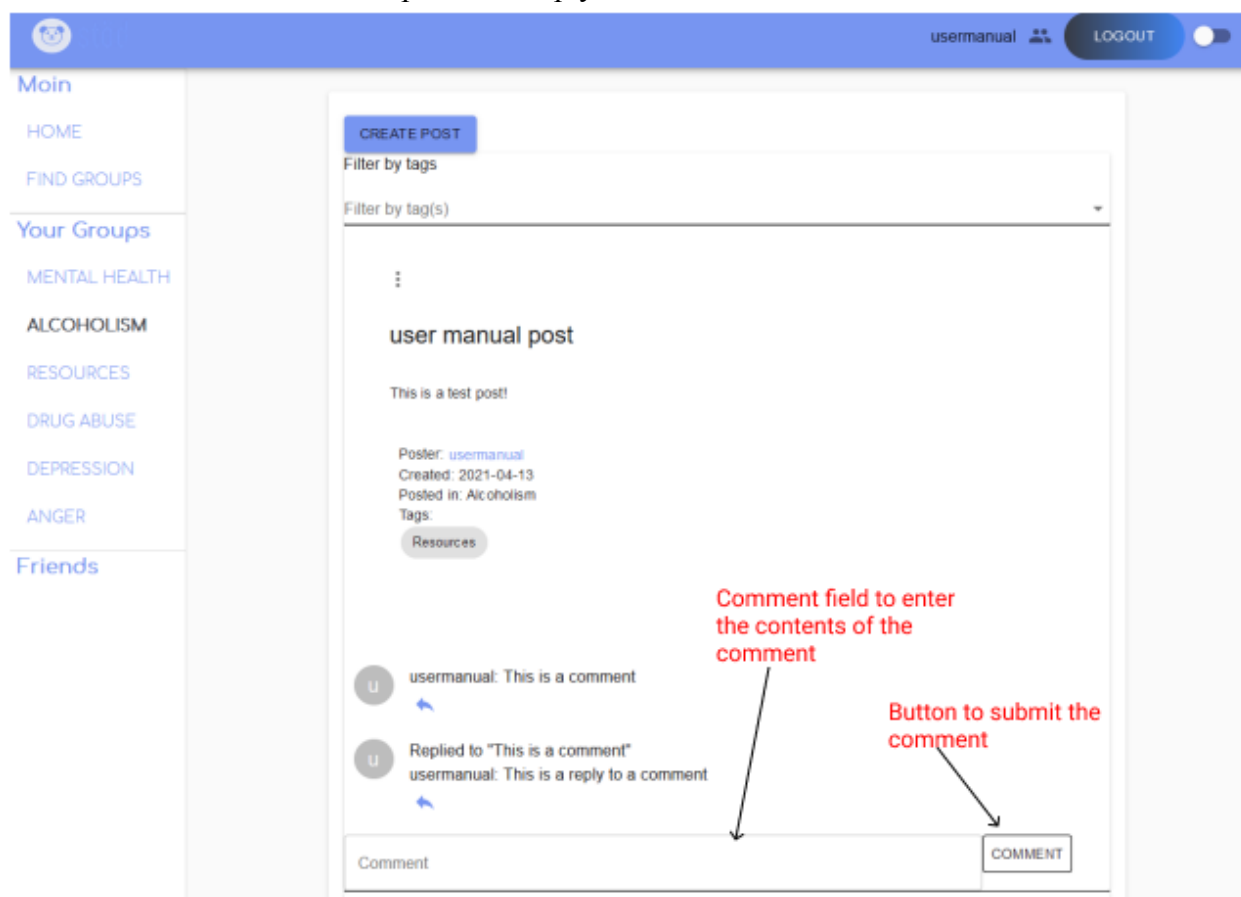 usermanual
LOGOUT
Moin
HOME
FIND GROUPS
Your Groups
MENTAL HEALTH
ALCOHOLISM
RESOURCES
DRUG ABUSE
DEPRESSION
ANGER
Friends
CREATE POST
Filter by tags
Filter by tag(s)
user manual post
This is a test post!
Poster: usermanual
Created: 2021-04-13
Posted in: Alcoholism
Tags:
Resources
Comment field to enter
the contents of the
comment
u
usermanual: This is a comment
Button to submit the
comment
u
Replied to "This is a comment"
usermanual: This is a reply to a comment
Comment
COMMENT